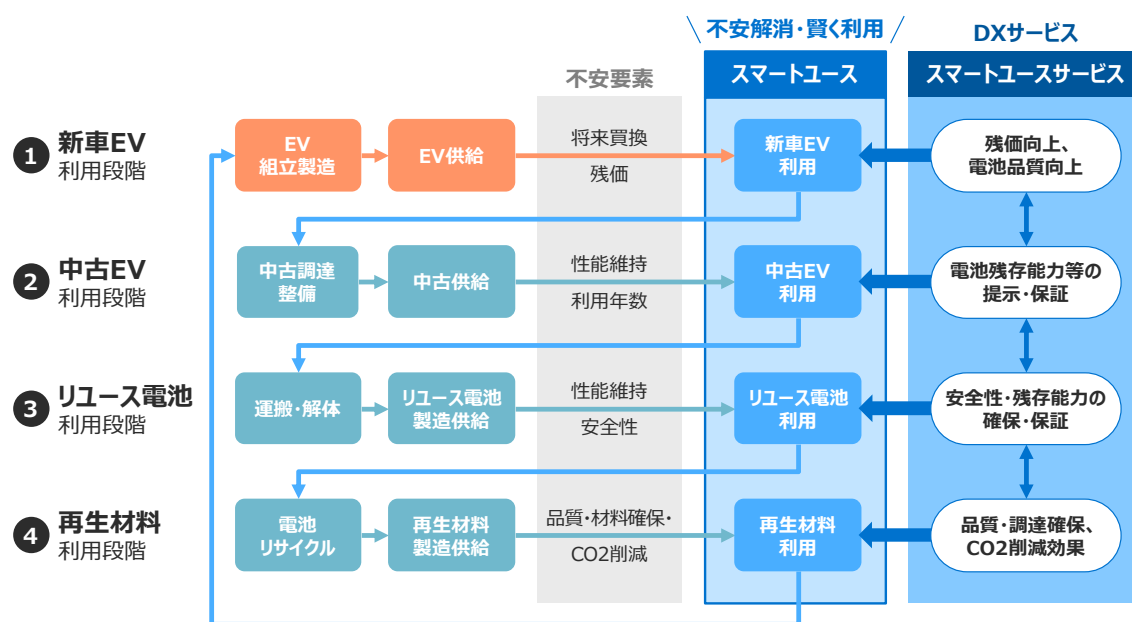 不安解消・賢く利用
DXサービス
不安要素
スマートユース
スマートユースサービス
1
新車EV
利用段階
EV
組立製造
EV供給
将来買換
残価
新車EV
利用
残価向上、
電池品質向上
2
中古EV
利用段階
中古調達
整備
中古供給
性能維持
利用年数
中古EV
利用
電池残存能力等の
提示・保証
3
リユース電池
利用段階
運搬・解体
リユース電池
製造供給
性能維持
安全性
リユース電池
利用
安全性・残存能力の
確保・保証
4
再生材料
利用段階
電池
リサイクル
再生材料
製造供給
品質・材料確保・
CO2削減
再生材料
利用
品質・調達確保、
CO2削減効果